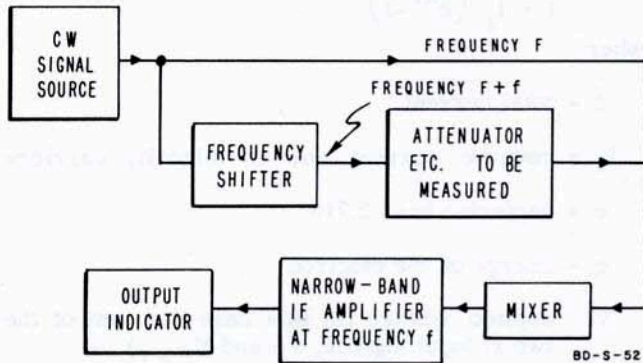 CW
SIGNAL
SOURCE
FREQUENCY F
FREQUENCY F+f
FREQUENCY
SHIFTER
ATTENUATOR
ETC. TO BE
MEASURED
OUTPUT
INDICATOR
NARROW-BAND
IF AMPLIFIER
AT FREQUENCY f
MIXER
BD-S-52